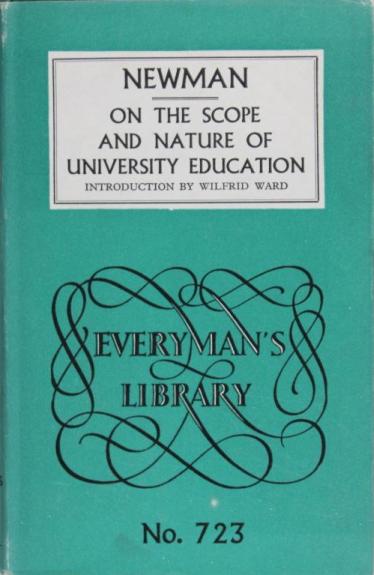 NEWMAN
ON THE SCOPE
AND NATURE OF
UNIVERSITY EDUCATION
INTRODUCTION BY WILFRID WARD
EVERYMAN'S
LIBRARY
No. 723